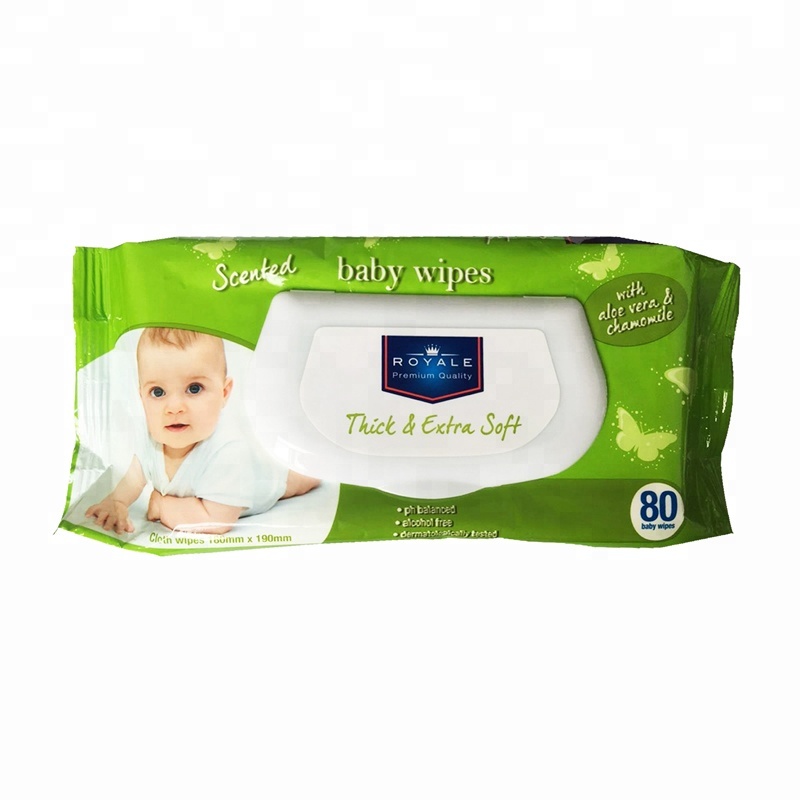 Scented
baby wipes
with
aloe vera &
chamomile
ROYALE
Premium Quality
Thick & Extra Soft
• ph balanced
• alcohol free
• dermatologically tested
80
baby wipes
Cloth wipes 160mm x 190mm